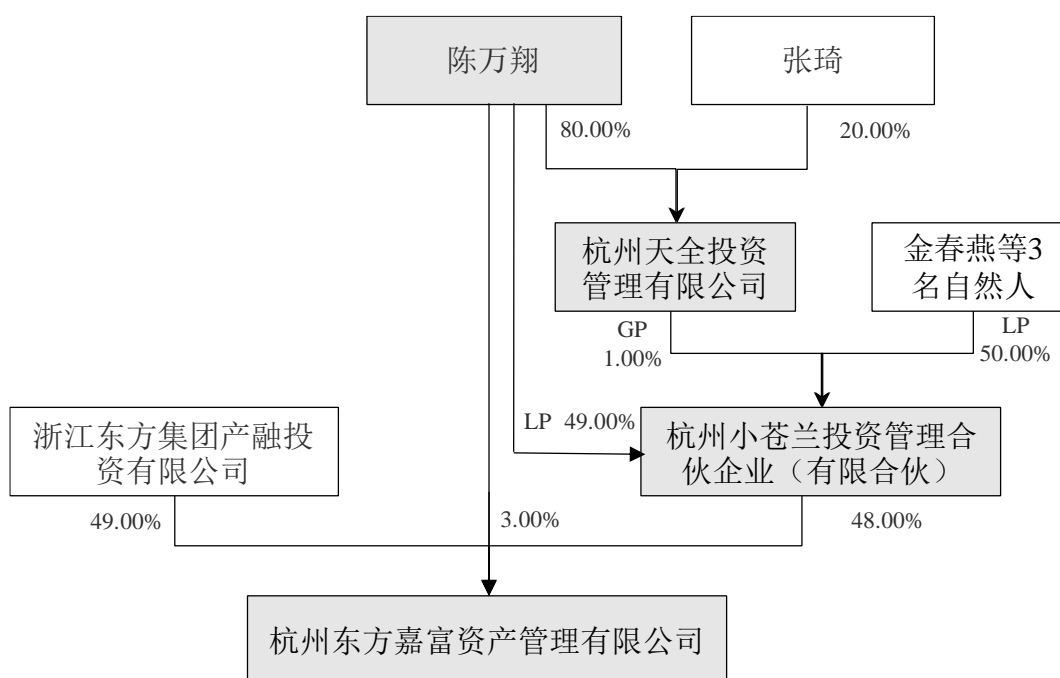 陈万翔
张琦
80.00%
20.00%
杭州天全投资
管理有限公司
金春燕等3
名自然人
GP
1.00%
LP
50.00%
LP 49.00%
浙江东方集团产融投
资有限公司
杭州小苍兰投资管理合
伙企业（有限合伙）
49.00%
3.00%
48.00%
杭州东方嘉富资产管理有限公司